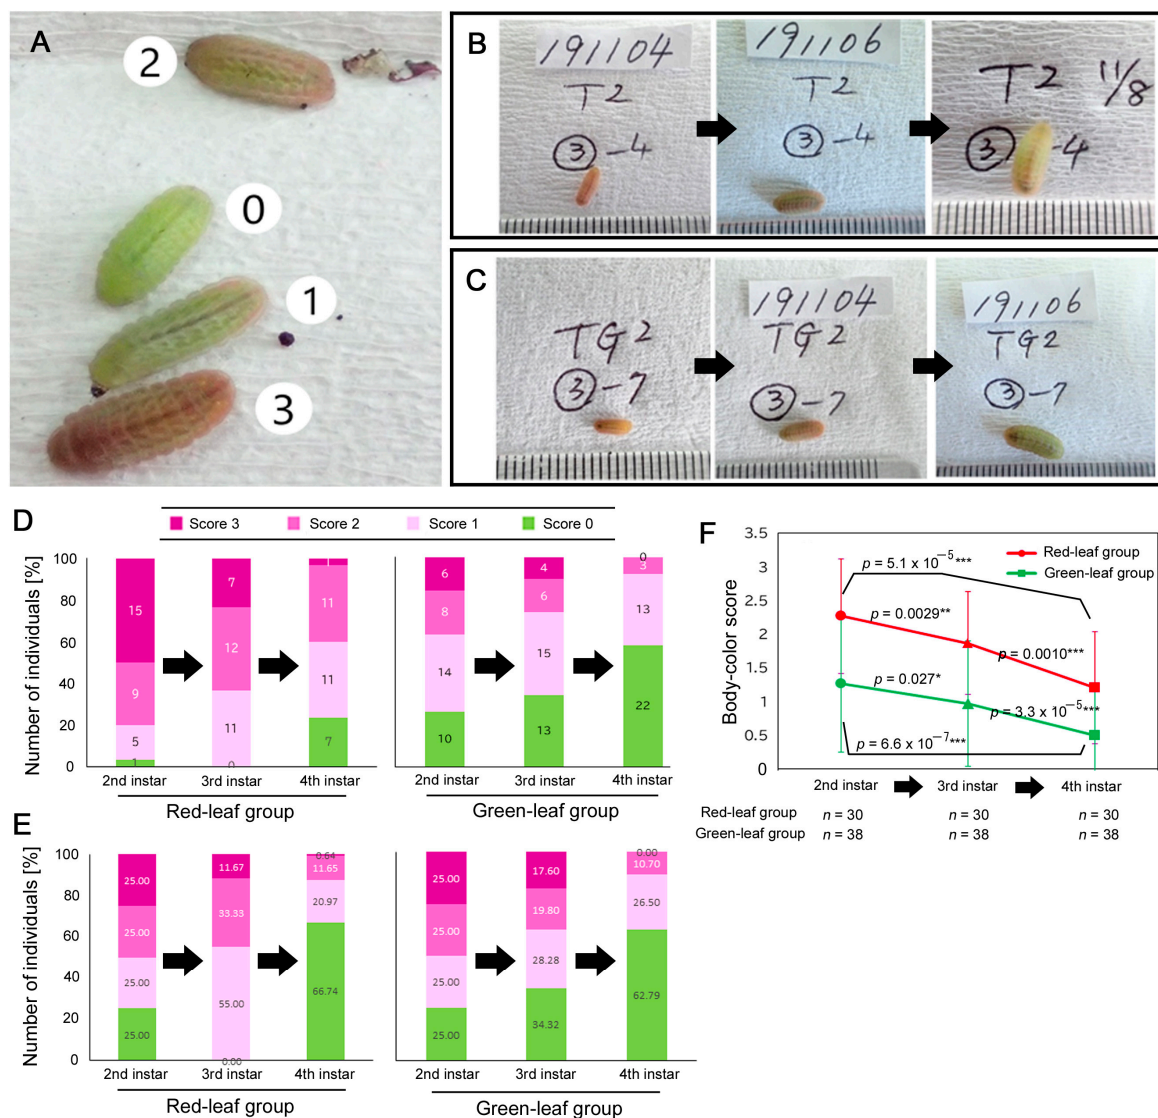 A
2
0
1
3
B
191104
T2
③-4
191106
T2
③-4
T2 11/8
③-4
C
TG2
③-7
191104
TG2
③-7
191106
TG2
③-7
D
Score 3 Score 2 Score 1 Score 0
Number of individuals [%]
100
80
60
40
20
0
15
9
5
1
7
12
11
0
1
11
11
7
6
8
14
10
4
6
15
13
0
3
13
22
2nd instar 3rd instar 4th instar
Red-leaf group
2nd instar 3rd instar 4th instar
Green-leaf group
E
Number of individuals [%]
100
80
60
40
20
0
25.00
25.00
25.00
25.00
11.67
33.33
55.00
0.00
0.64
11.65
20.97
66.74
25.00
25.00
25.00
25.00
17.60
19.80
28.28
34.32
0.00
10.70
26.50
62.79
2nd instar 3rd instar 4th instar
Red-leaf group
2nd instar 3rd instar 4th instar
Green-leaf group
F
Body-color score
3.5
3
2.5
2
1.5
1
0.5
0
Red-leaf group
Green-leaf group
p = 5.1 x 10⁻⁵***
p = 0.0029**
p = 0.0010***
p = 0.027*
p = 3.3 x 10⁻⁵***
p = 6.6 x 10⁻⁷***
2nd instar 3rd instar 4th instar
Red-leaf group n = 30 n = 30 n = 30
Green-leaf group n = 38 n = 38 n = 38